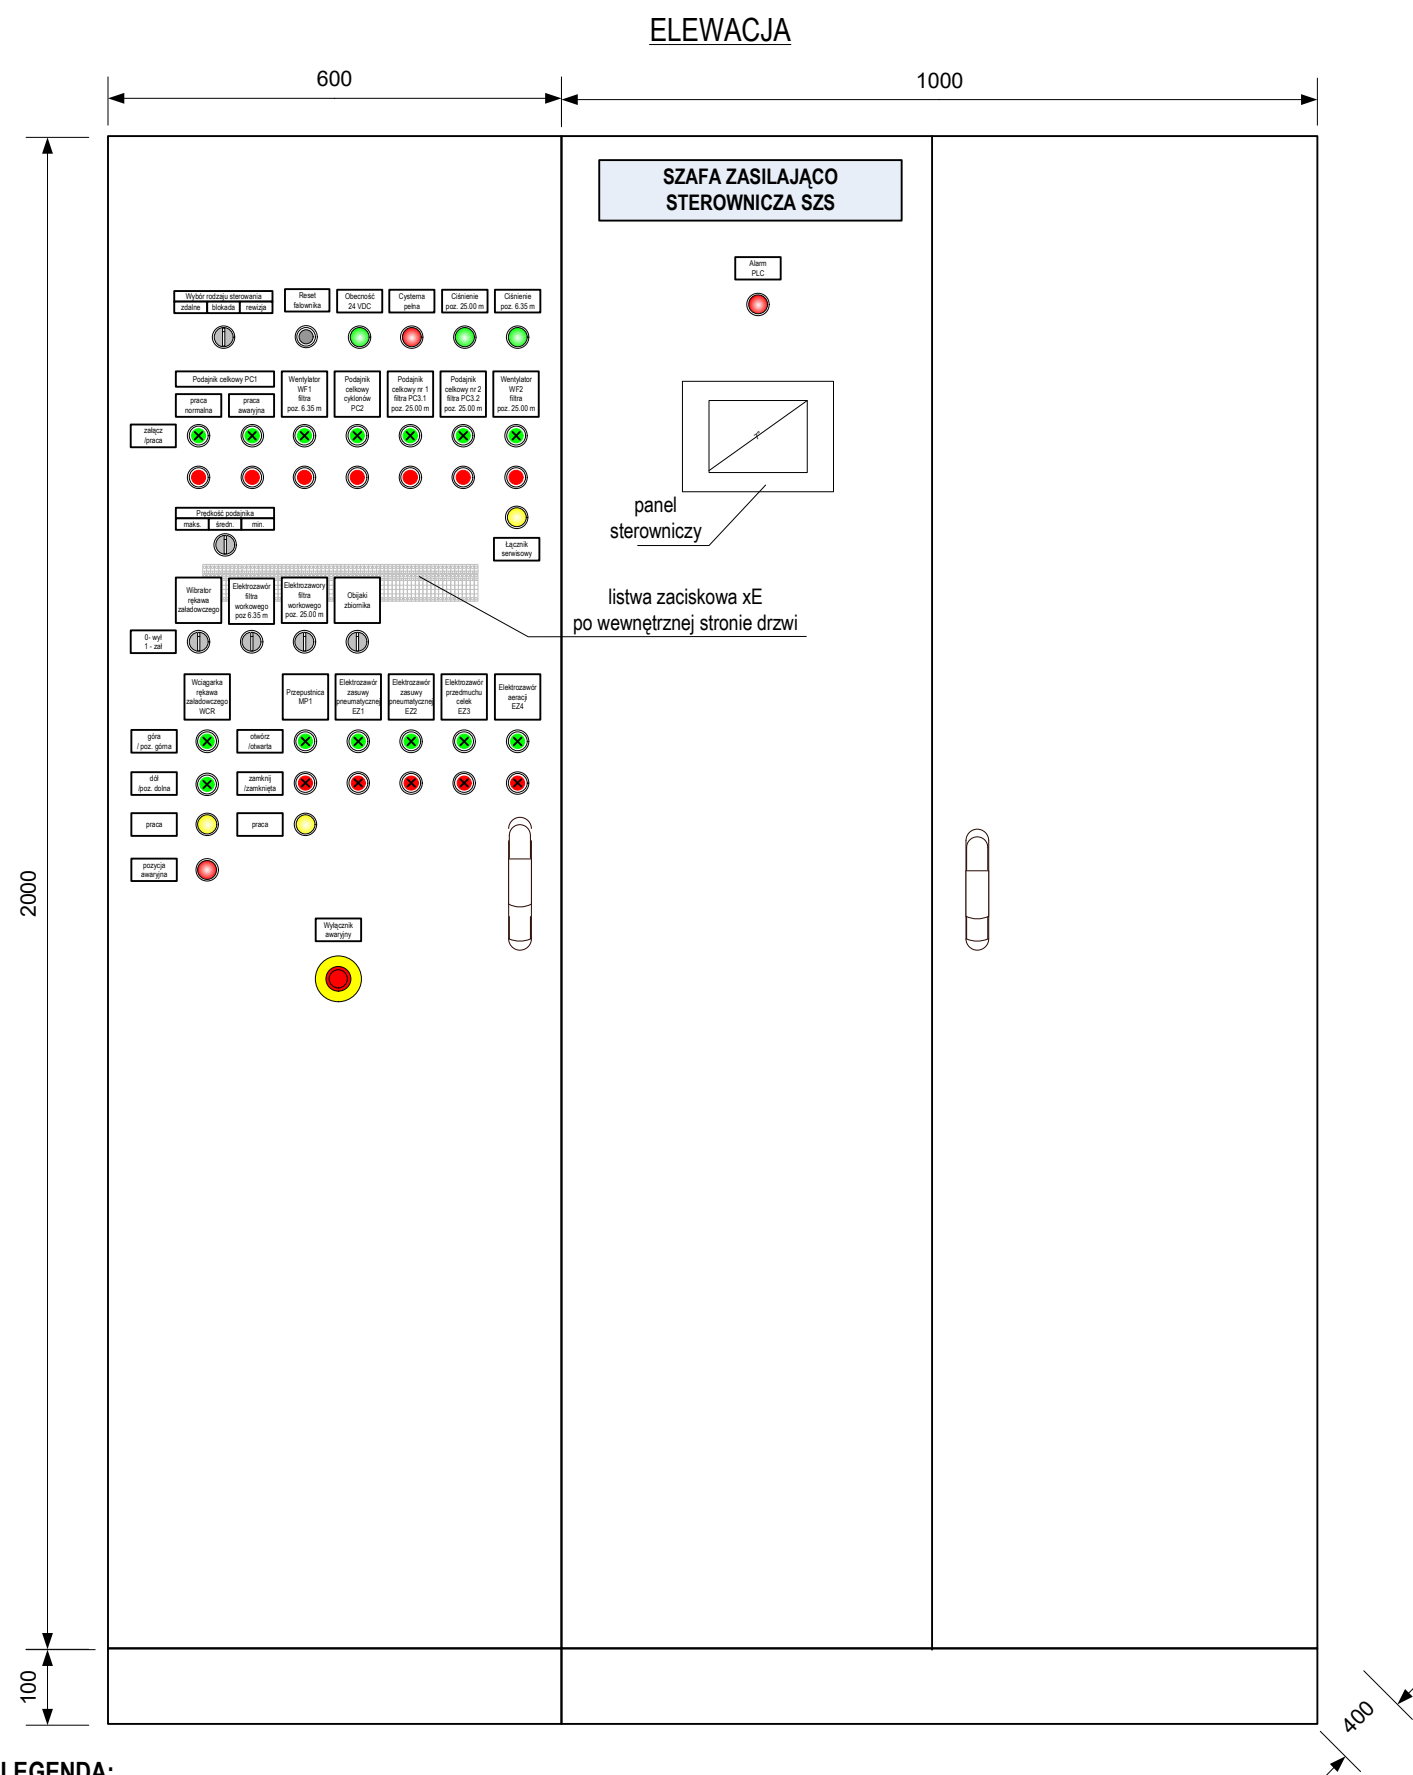 ELEWACJA
600
1000
SZAFA ZASILAJĄCO
STEROWNICZA SZS
Alarm
PLC
Wybór rodzaju sterowania
zdalne blokada rewizja
Reset
falownika
Obecność
24 VDC
Cysterna
pełna
Ciśnienie
poz. 25.00 m
Ciśnienie
poz. 6.35 m
Podajnik celkowy PC1
praca
normalna
praca
awaryjna
Wentylator
WF1
filtra
poz. 6.35 m
Podajnik
celkowy
cyklonów
PC2
Podajnik
celkowy nr 1
filtra PC3.1
poz. 25.00 m
Podajnik
celkowy nr 2
filtra PC3.2
poz. 25.00 m
Wentylator
WF2
filtra
poz. 25.00 m
załącz
/praca
Prędkość podajnika
maks. średn. min.
Łącznik
serwisowy
panel
sterowniczy
listwa zaciskowa xE
po wewnętrznej stronie drzwi
Wibrator
rękawa
załadowczego
Elektrozawór
filtra
workowego
poz 6.35 m
Elektrozawory
filtra
workowego
poz. 25.00 m
Obijaki
zbiornika
0- wył
1 - zał
Wciągarka
rękawa
załadowczego
WCR
Przepustnica
MP1
Elektrozawór
zasuwy
pneumatycznej
EZ1
Elektrozawór
zasuwy
pneumatycznej
EZ2
Elektrozawór
przedmuchu
celek
EZ3
Elektrozawór
aeracji
EZ4
góra
/ poz. górna
otwórz
/otwarta
dół
/poz. dolna
zamknij
/zamknięta
praca
praca
pozycja
awaryjna
Wyłącznik
awaryjny
2000
100
400
LEGENDA: